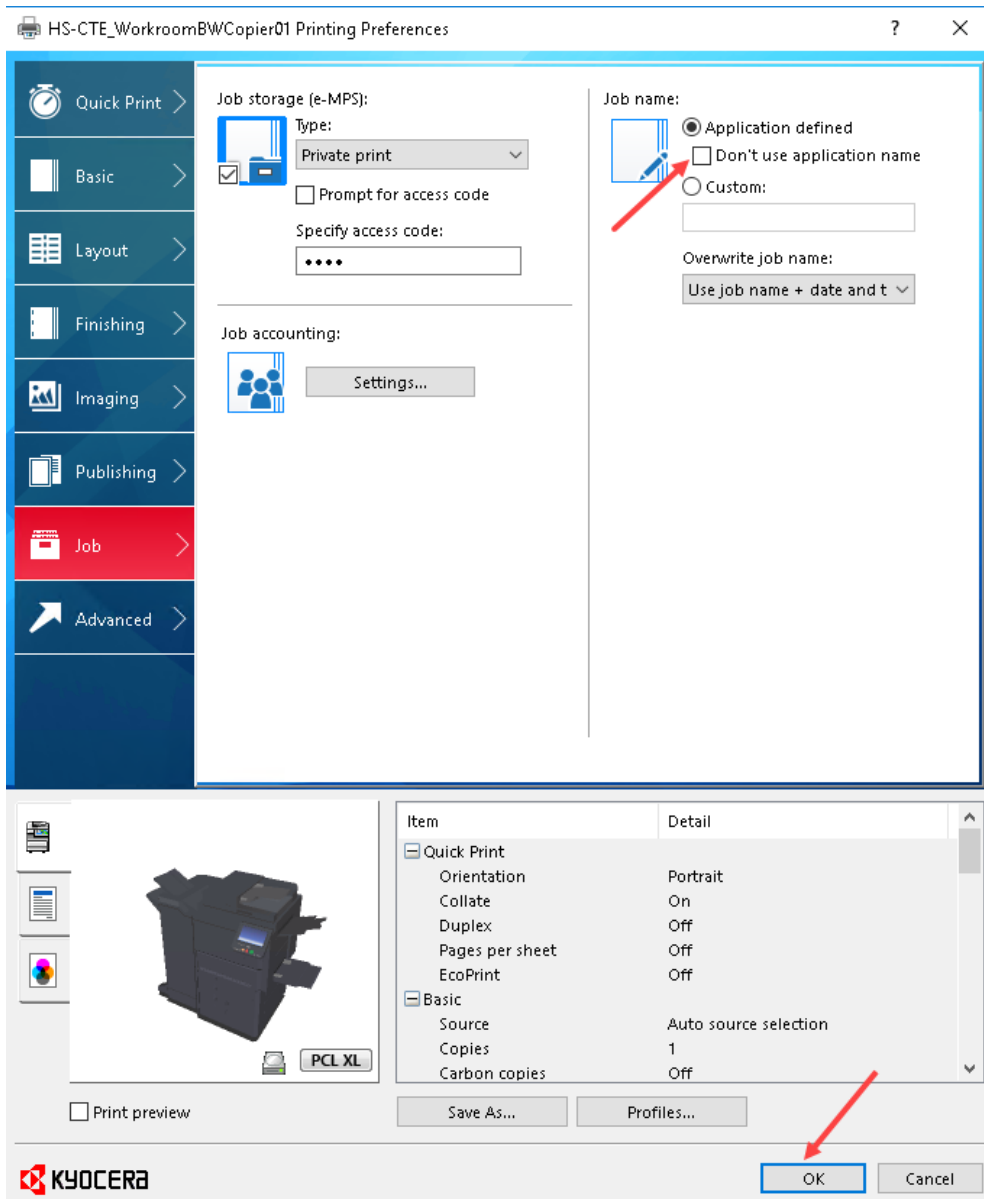 HS-CTE_WorkroomBWCopier01 Printing Preferences
?
Quick Print
Basic
Layout
Finishing
Imaging
Publishing
Job
Advanced
Job storage (e-MPS):
Type:
Private print
Prompt for access code
Specify access code:
••••
Job accounting:
Settings...
Job name:
Application defined
Don't use application name
Custom:
Overwrite job name:
Use job name + date and t
Item Detail
Quick Print
Orientation Portrait
Collate On
Duplex Off
Pages per sheet Off
EcoPrint Off
Basic
Source Auto source selection
Copies 1
Carbon copies Off
PCL XL
Print preview
Save As...
Profiles...
KYOCERA
OK
Cancel